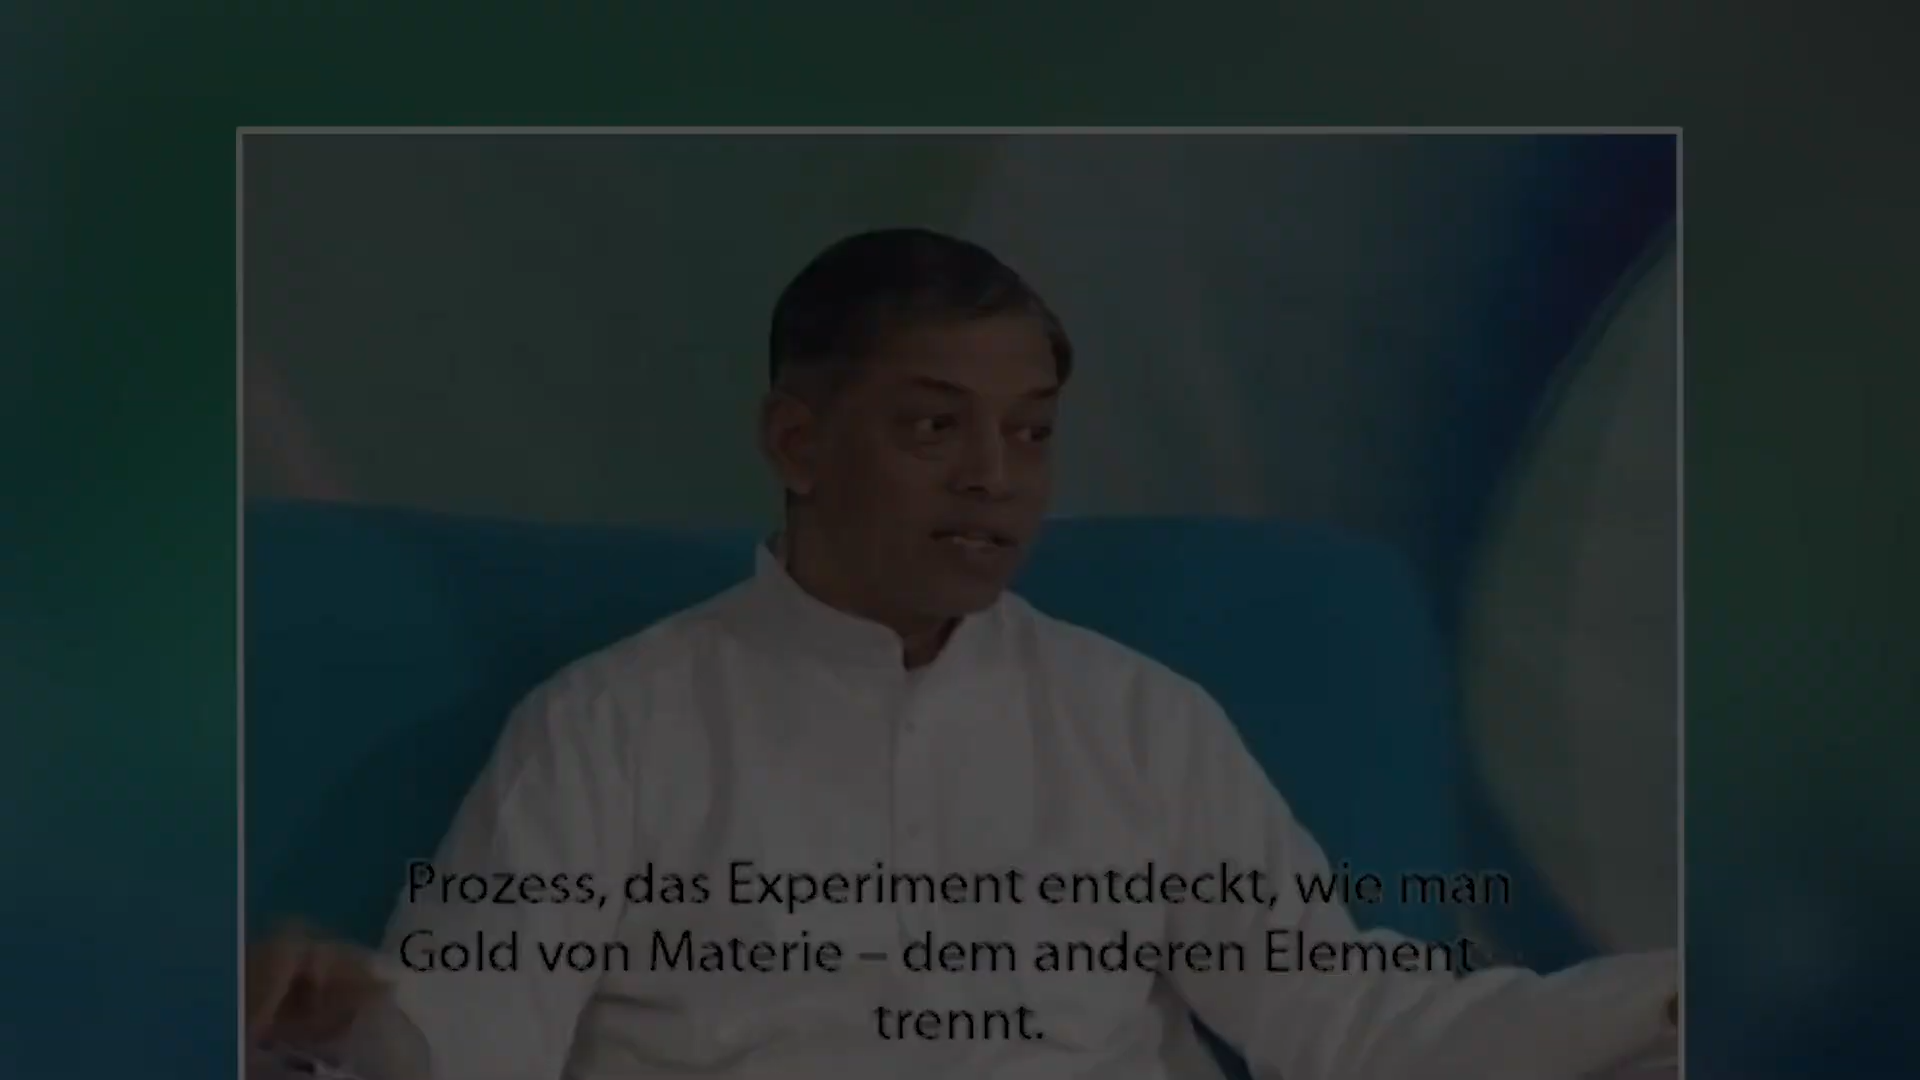 Prozess, das Experiment entdeckt, wie man
Gold von Materie – dem anderen Element
trennt.